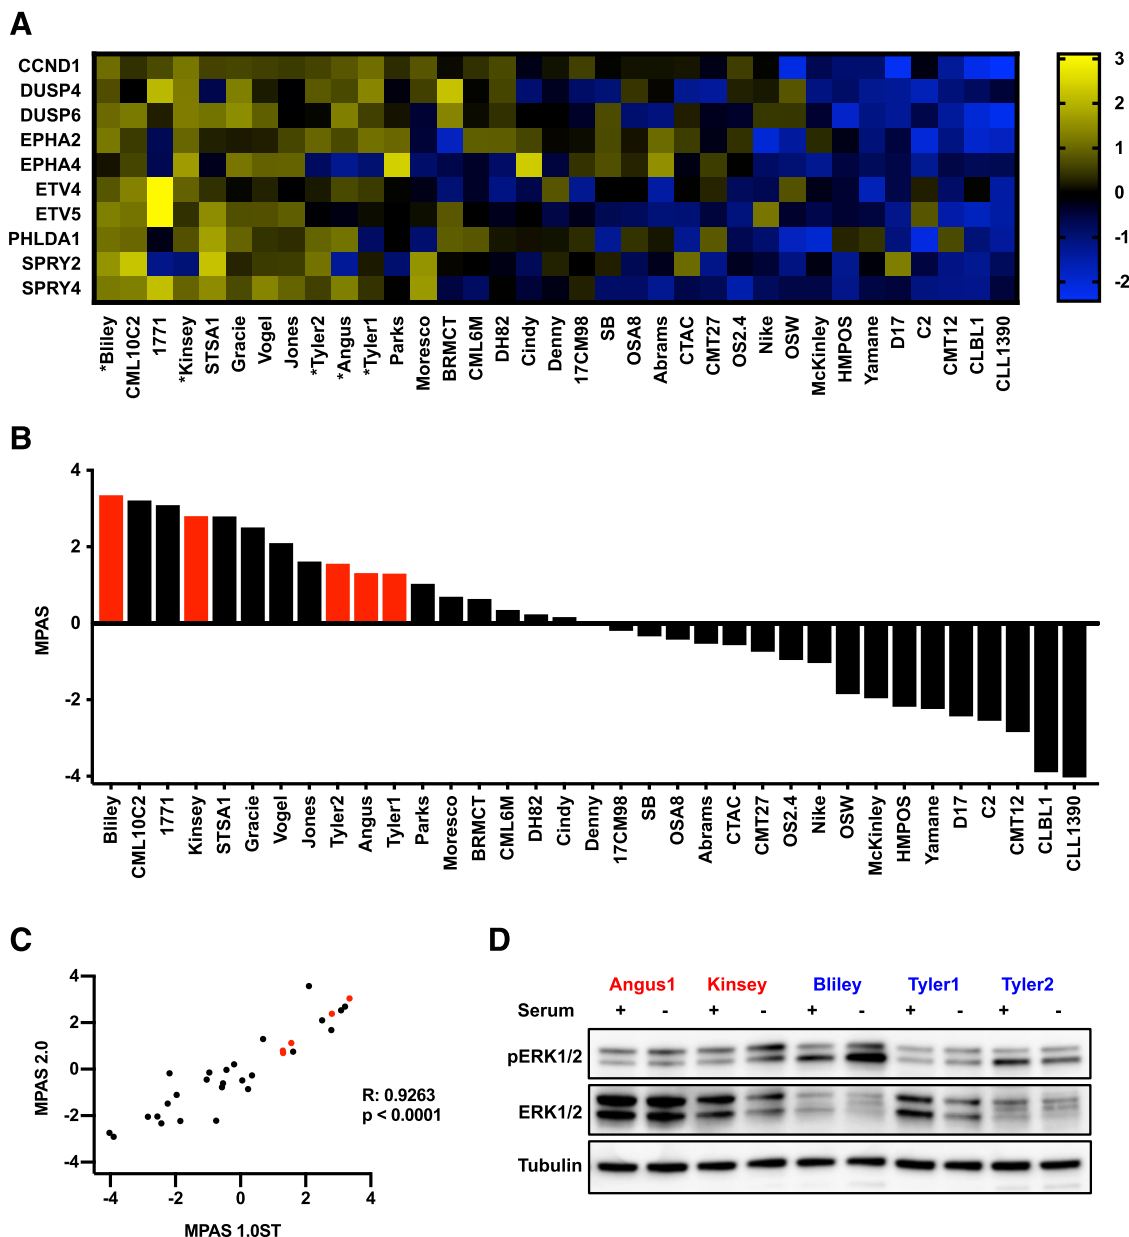 A
CCND1
DUSP4
DUSP6
EPHA2
EPHA4
ETV4
ETV5
PHLDA1
SPRY2
SPRY4
3
2
1
0
-1
-2
*Bliley
CML10C2
1771
*Kinsey
STSA1
Gracie
Vogel
Jones
*Tyler2
*Angus
*Tyler1
Parks
Moresco
BRMCT
CML6M
DH82
Cindy
Denny
17CM98
SB
OSA8
Abrams
CTAC
CMT27
OS2.4
Nike
OSW
McKinley
HMPOS
Yamane
D17
C2
CMT12
CLBL1
CLL1390
B
MPAS
4
2
0
-2
-4
Bliley
CML10C2
1771
Kinsey
STSA1
Gracie
Vogel
Jones
Tyler2
Angus
Tyler1
Parks
Moresco
BRMCT
CML6M
DH82
Cindy
Denny
17CM98
SB
OSA8
Abrams
CTAC
CMT27
OS2.4
Nike
OSW
McKinley
HMPOS
Yamane
D17
C2
CMT12
CLBL1
CLL1390
C
MPAS 2.0
4
2
0
-2
-4
R: 0.9263
p < 0.0001
-4 -2 0 2 4
MPAS 1.0ST
D
Angus1 Kinsey Bliley Tyler1 Tyler2
Serum + - + - + - + - + -
pERK1/2
ERK1/2
Tubulin